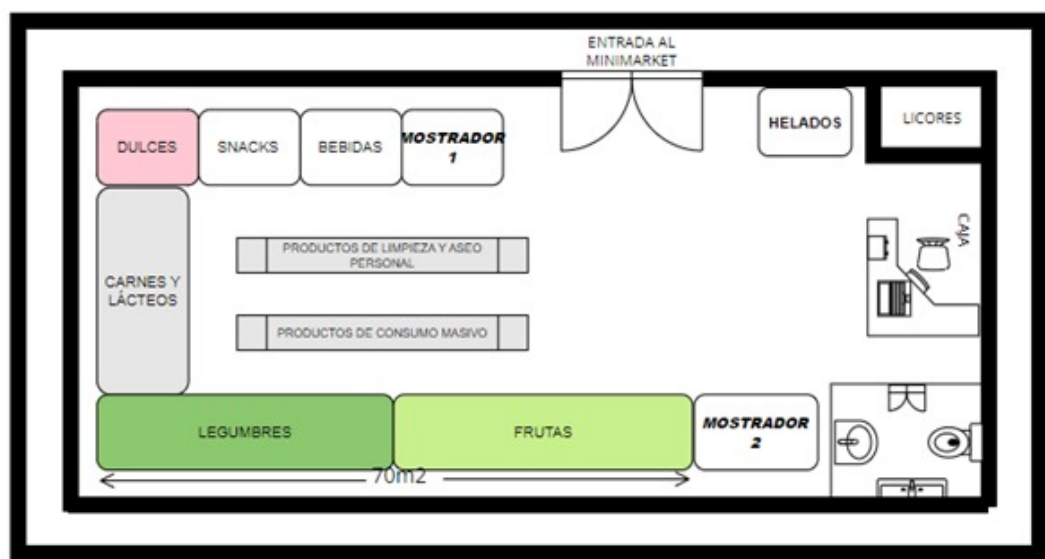 ENTRADA AL
MINIMARKET
DULCES
SNACKS
BEBIDAS
MOSTRADOR
1
HELADOS
LICORES
PRODUCTOS DE LIMPIEZA Y ASEO
PERSONAL
CAJA
CARNES Y
LÁCTEOS
PRODUCTOS DE CONSUMO MASIVO
LEGUMBRES
FRUTAS
MOSTRADOR
2
70m2